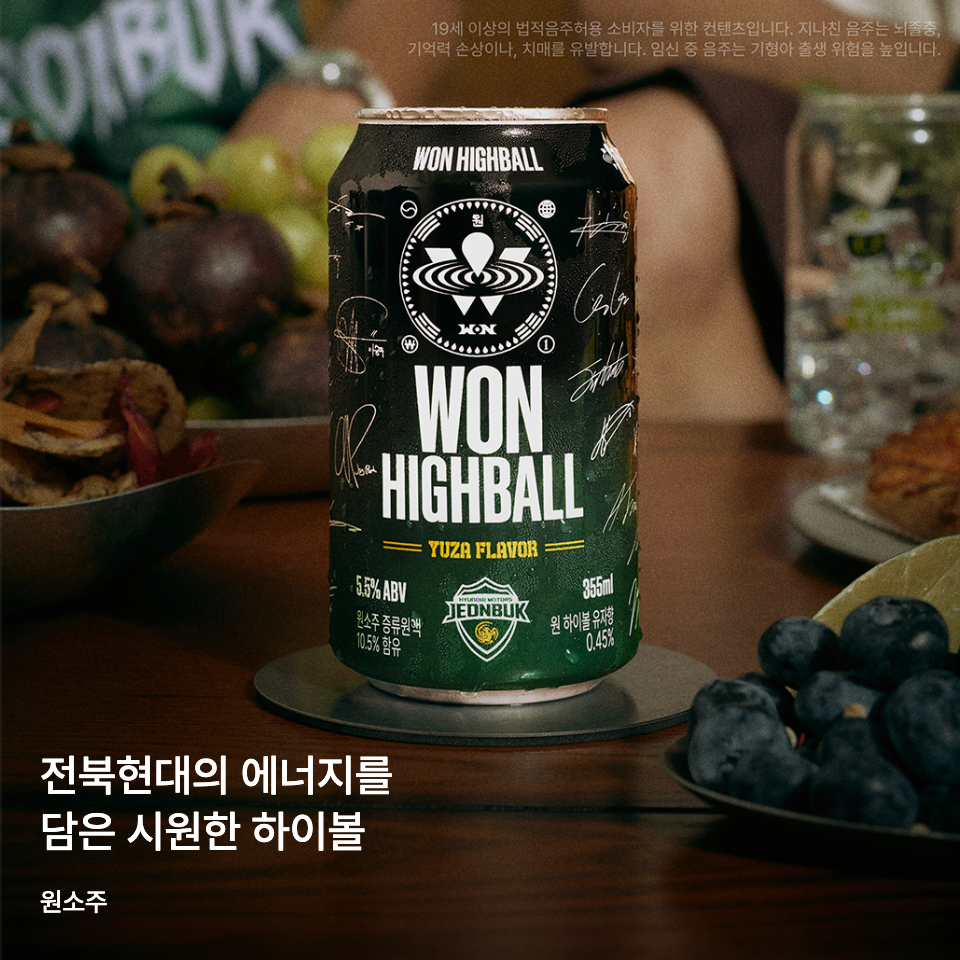 19세 이상의 법적음주허용 소비자를 위한 컨텐츠입니다. 지나친 음주는 뇌졸중,
기억력 손상이나, 치매를 유발합니다. 임신 중 음주는 기형아 출생 위험을 높입니다.
WON HIGHBALL
원
W·N
WON
HIGHBALL
YUZA FLAVOR
5.5% ABV
355ml
HYUNDAI MOTORS
JEONBUK
원소주 증류원액
10.5% 함유
원 하이볼 유자향
0.45%
전북현대의 에너지를
담은 시원한 하이볼
원소주